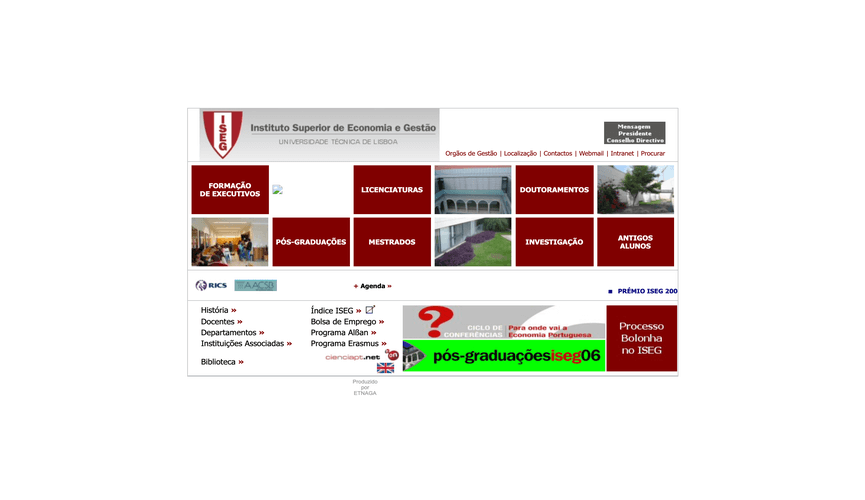 ISEG
Instituto Superior de Economia e Gestão
UNIVERSIDADE TÉCNICA DE LISBOA
Mensagem
Presidente
Conselho Directivo
Orgãos de Gestão | Localização | Contactos | Webmail | Intranet | Procurar
FORMAÇÃO
DE EXECUTIVOS
LICENCIATURAS
DOUTORAMENTOS
PÓS-GRADUAÇÕES
MESTRADOS
INVESTIGAÇÃO
ANTIGOS
ALUNOS
RICS
AACSB
+ Agenda »
PRÉMIO ISEG 200
História »
Docentes »
Departamentos »
Instituições Associadas »
Biblioteca »
Índice ISEG »
Bolsa de Emprego »
Programa Alßan »
Programa Erasmus »
cienciapt.net
on
? CICLO DE
CONFERÊNCIAS
Para onde vai a
Economia Portuguesa
pós-graduaçõesiseg06
Processo
Bolonha
no ISEG
Produzido
por
ETNAGA